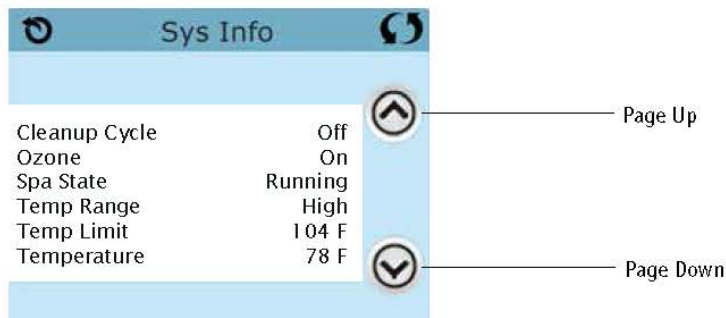 Sys Info
Page Up
Cleanup Cycle Off
Ozone On
Spa State Running
Temp Range High
Temp Limit 104 F
Temperature 78 F
Page Down